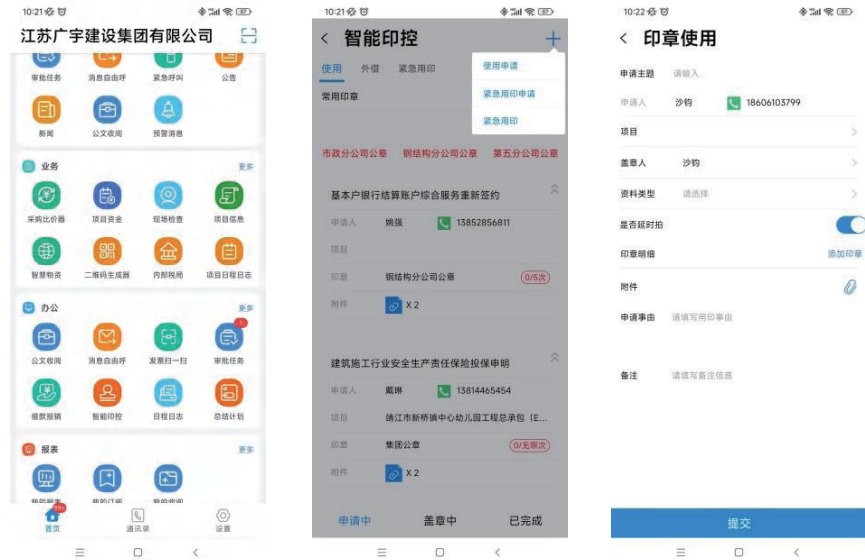 10:21
江苏广宇建设集团有限公司
审批任务 消息自由呼 紧急呼叫 公告
新闻 公文收阅 预警消息
业务 更多
采购比价器 项目资金 现场检查 项目信息
智慧物资 二维码生成器 内部税局 项目日程日志
办公 更多
公文收阅 消息自由呼 发票扫一扫 审批任务
借款报销 智能印控 日程日志 总结计划
报表 更多
首页 通讯录 设置
10:21
智能印控
使用 外借 紧急用印
使用申请
紧急用印申请
紧急用印
常用印章
市政分公司公章 钢结构分公司公章 第五分公司公章
基本户银行结算账户综合服务重新签约
申请人 姚强 13852856811
项目
印章 钢结构分公司公章 (0/5次)
附件 X 2
建筑施工行业安全生产责任保险投保申明
申请人 戴琳 13814465454
项目 靖江市新桥镇中心幼儿园工程总承包（E...
印章 集团公章 (0/无限次)
附件 X 2
申请中 盖章中 已完成
10:22
印章使用
申请主题 请输入
申请人 沙钧 18606103799
项目
盖章人 沙钧
资料类型 请选择
是否延时拍
印章明细 添加印章
附件
申请事由 请填写用印事由
备注 请填写备注信息
提交